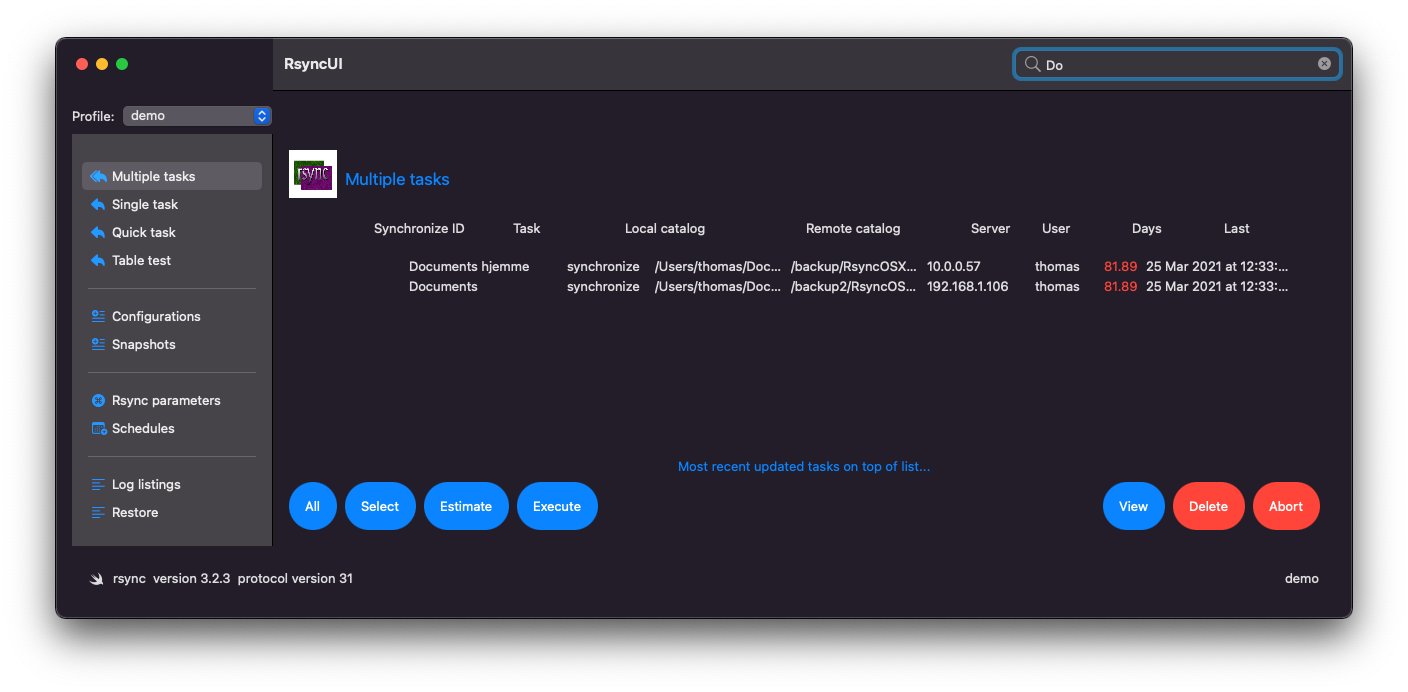 RsyncUI
Do
Profile: demo
Multiple tasks
Single task
Quick task
Table test
Configurations
Snapshots
Rsync parameters
Schedules
Log listings
Restore
rsync
Multiple tasks
Synchronize ID Task Local catalog Remote catalog Server User Days Last
Documents hjemme synchronize /Users/thomas/Doc... /backup/RsyncOSX... 10.0.0.57 thomas 81.89 25 Mar 2021 at 12:33:...
Documents synchronize /Users/thomas/Doc... /backup2/RsyncOS... 192.168.1.106 thomas 81.89 25 Mar 2021 at 12:33:...
Most recent updated tasks on top of list...
All Select Estimate Execute View Delete Abort
rsync version 3.2.3 protocol version 31 demo